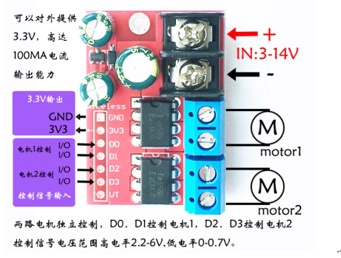 可以对外提供
3.3V，高达
100MA电流
输出能力
+
IN:3-14V
-
3.3V输出
GND
3V3
电机1控制 I/O
I/O
电机2控制 I/O
I/O
控制信号输入
GND
3V3
D0
D1
D2
D3
VT
M
motor1
M
motor2
两路电机独立控制，D0、D1控制电机1，D2、D3控制电机2
控制信号电压范围高电平2.2-6V,低电平0-0.7V。